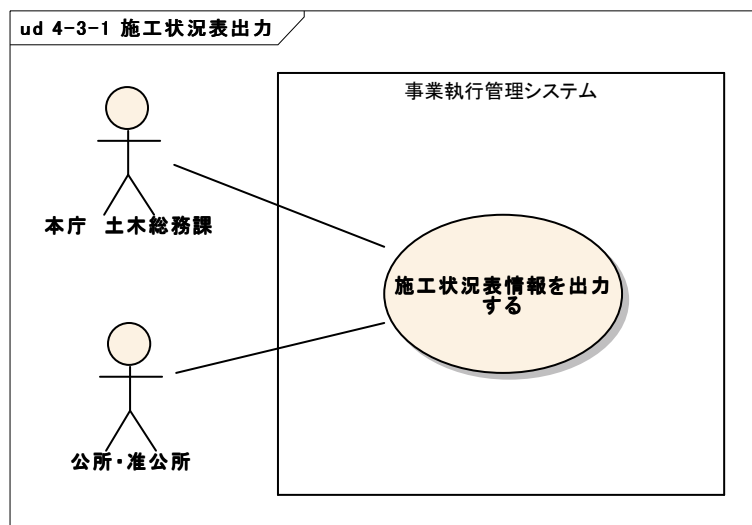 ud 4-3-1 施工状況表出力
事業執行管理システム
本庁　土木総務課
施工状況表情報を出力
する
公所・准公所